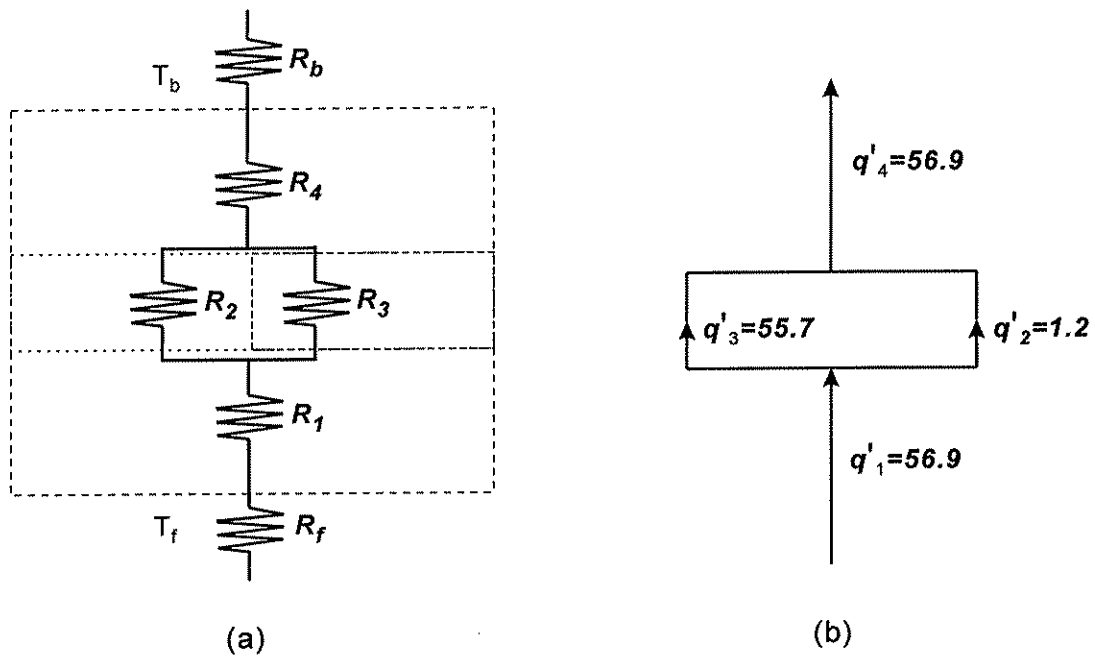 R_b
T_b
R_4
R_2
R_3
R_1
T_f
R_f
(a)
q'_4=56.9
q'_3=55.7
q'_2=1.2
q'_1=56.9
(b)